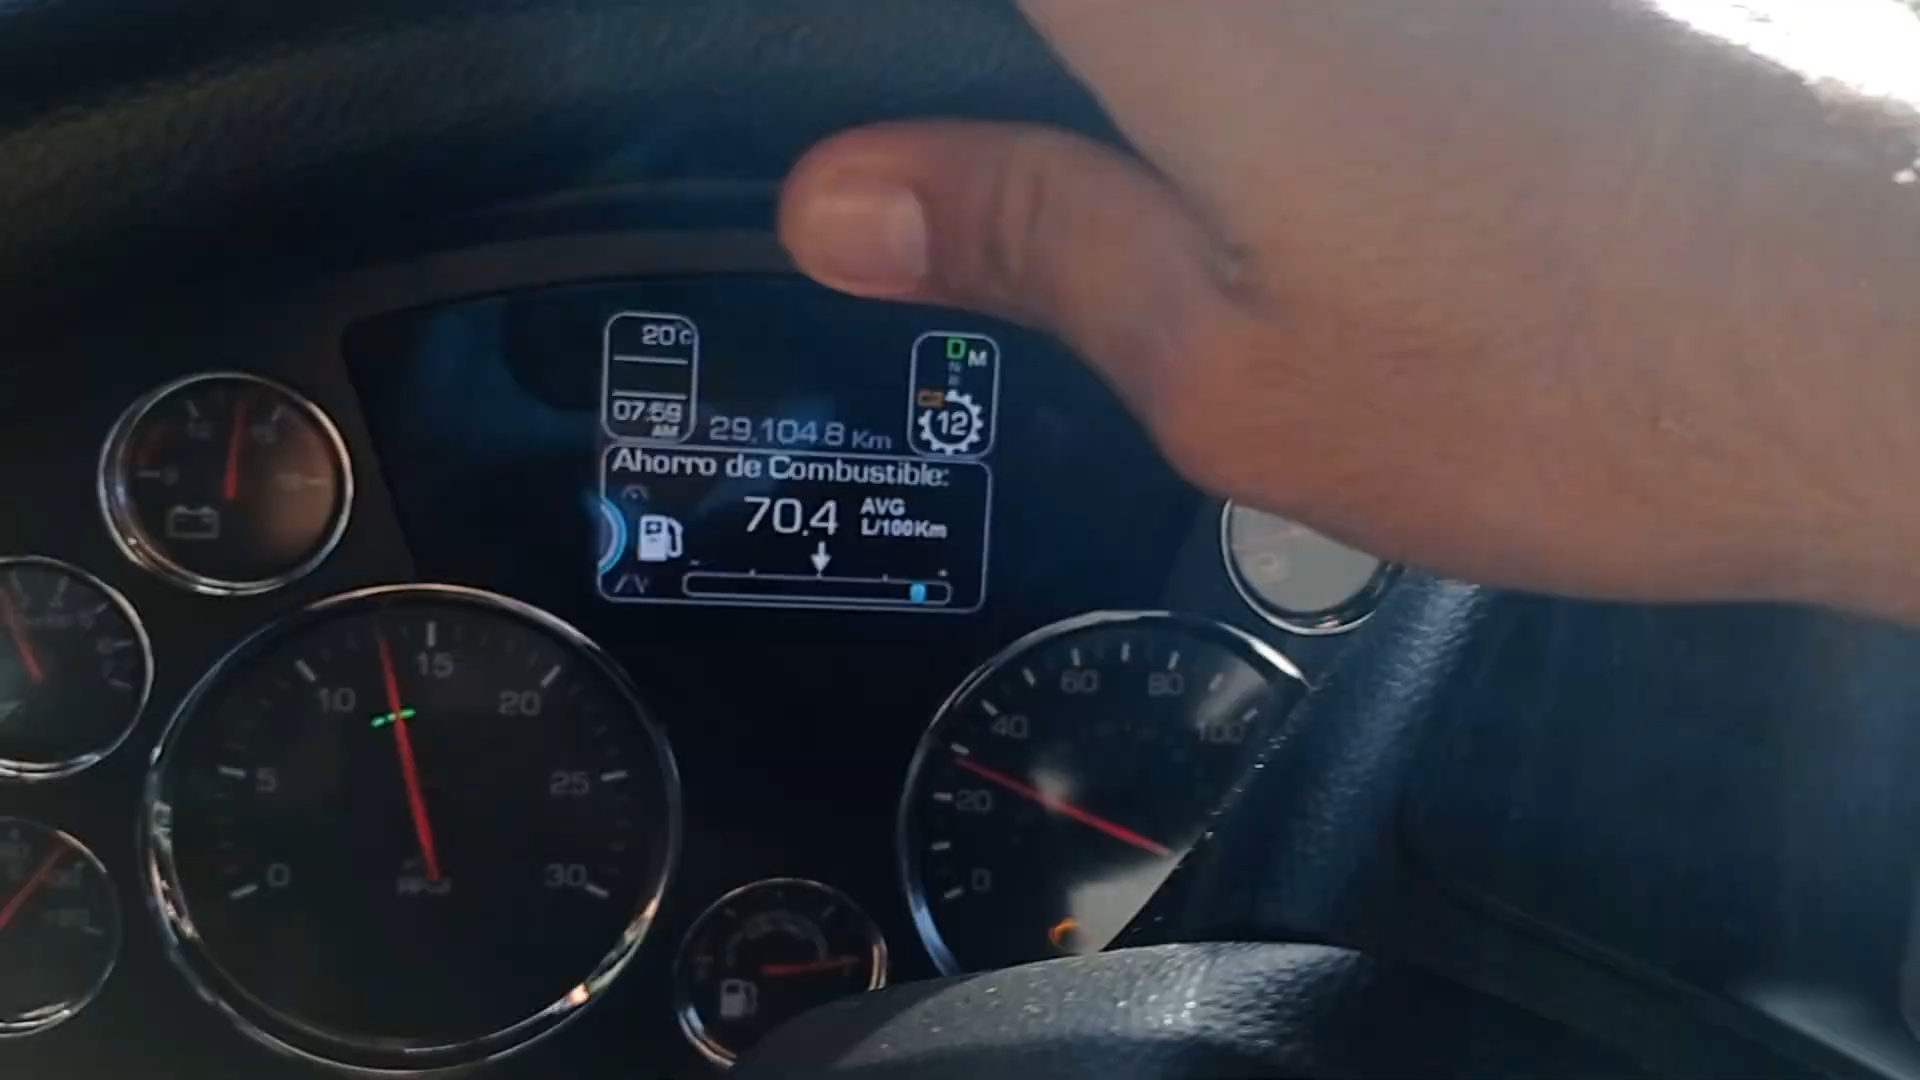 20°C
D M
N
R
07:59
AM
29,104.8 Km
12
Ahorro de Combustible:
70.4 AVG
L/100Km
10 15 20
5 25
0 30
RPM
40 60 80 100
20
0